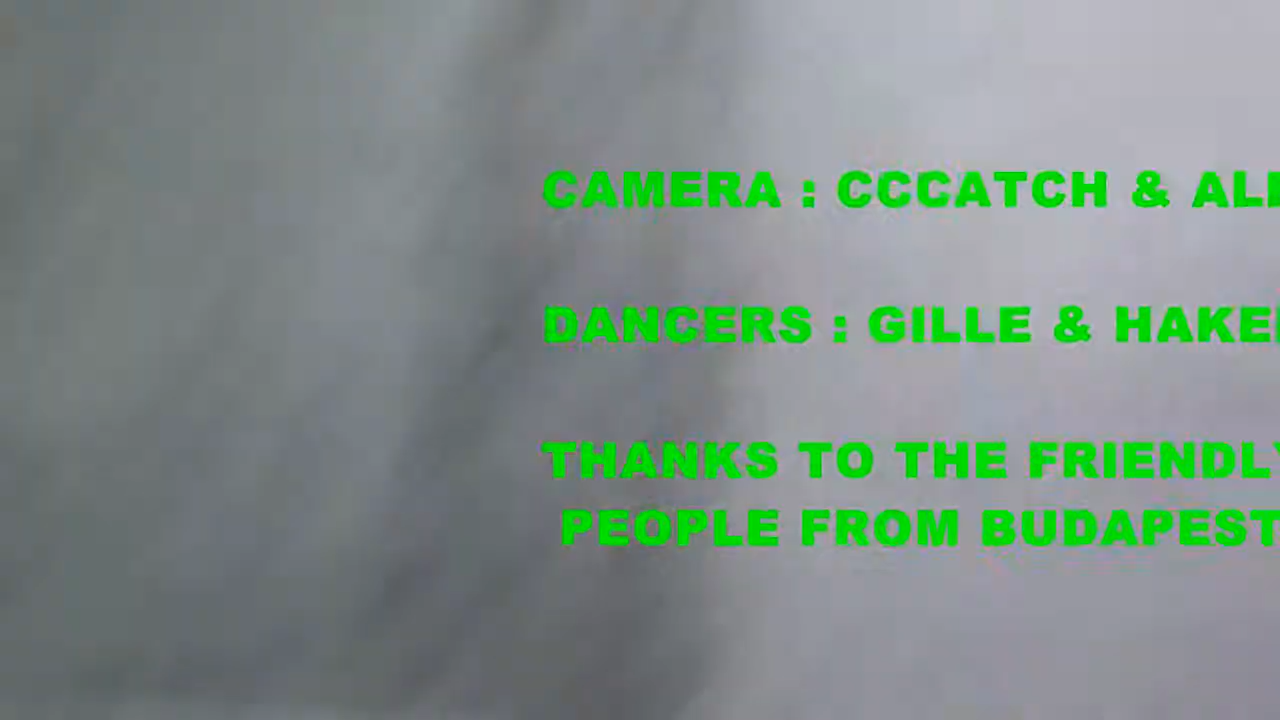 CAMERA : CCCATCH &
DANCERS : GILLE &
THANKS TO THE FRIENDLY
PEOPLE FROM BUDAPEST